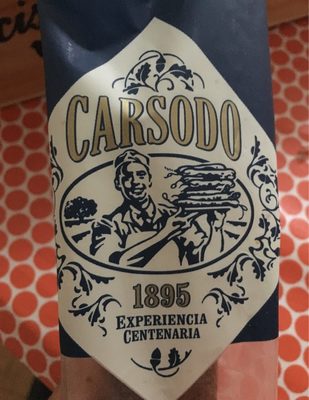 CARSODO
1895
EXPERIENCIA
CENTENARIA